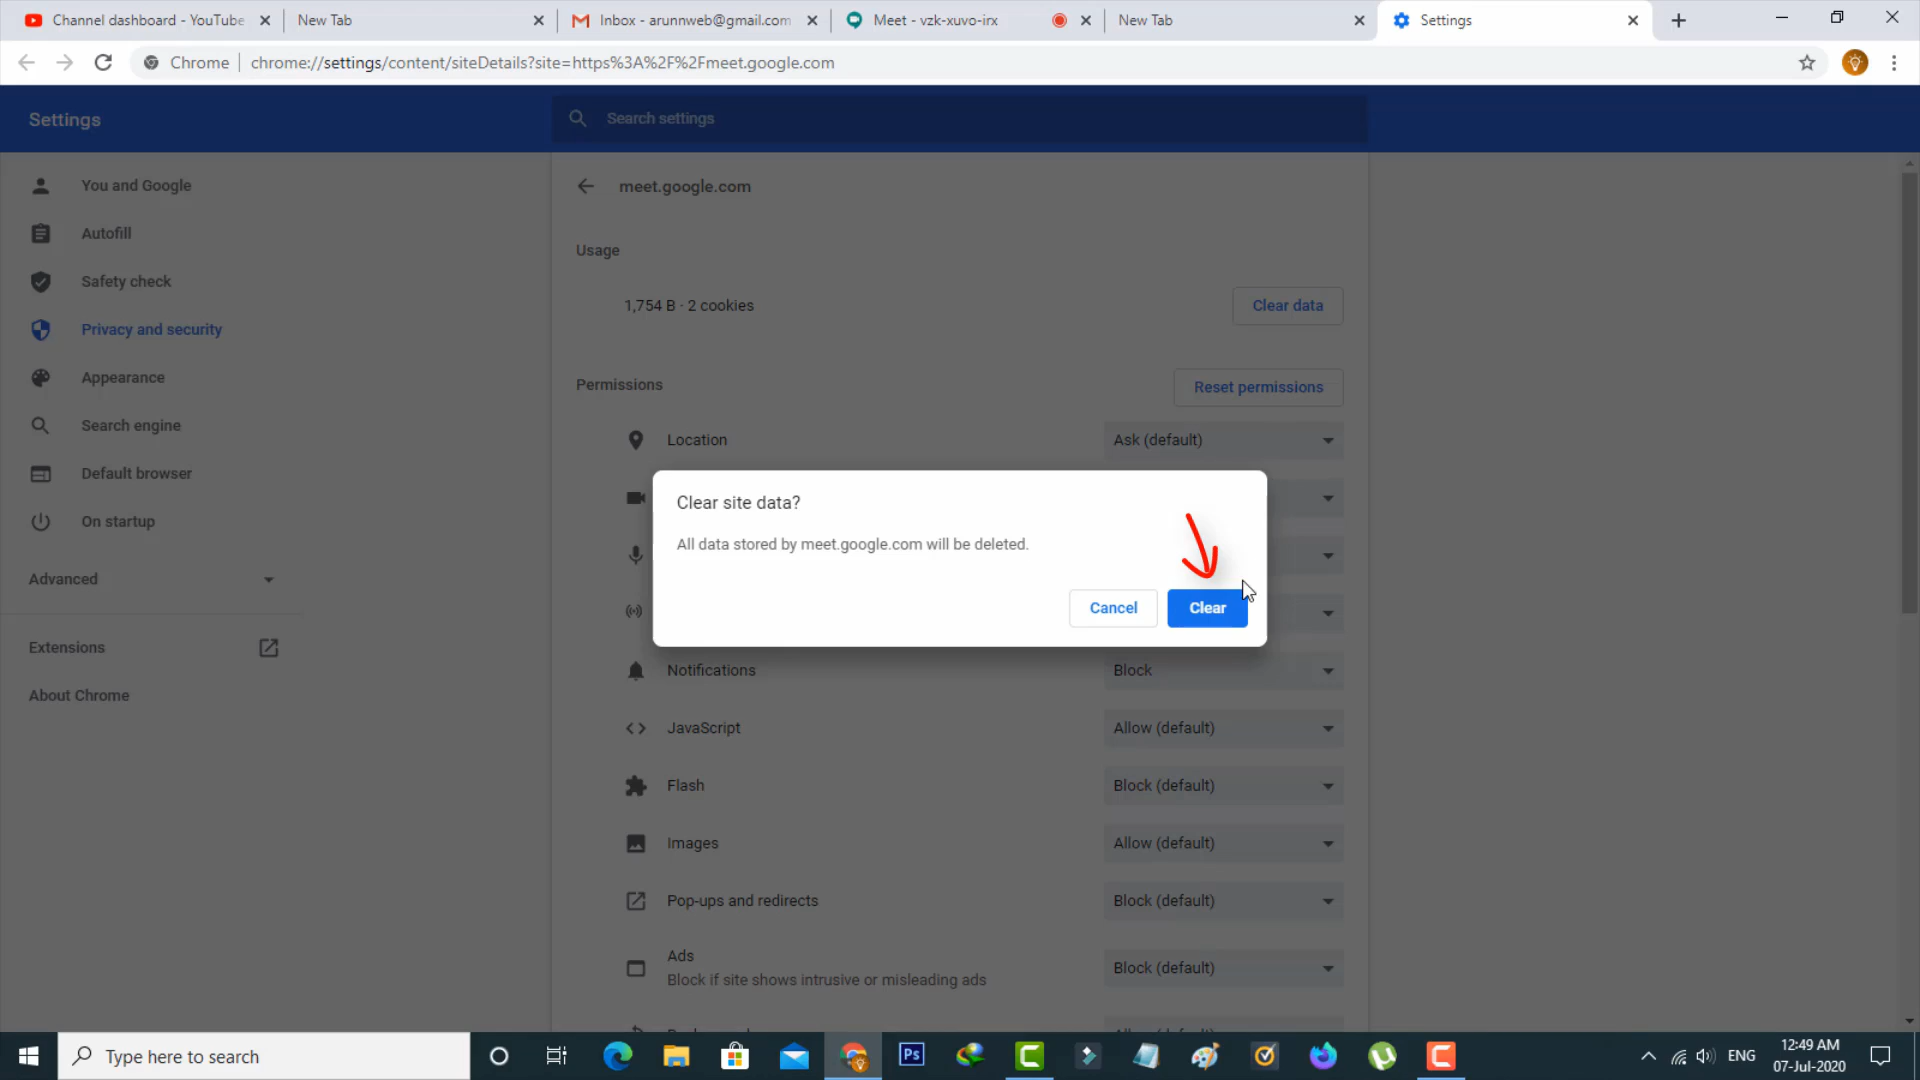 Channel dashboard - YouTube
New Tab
Inbox - arunnweb@gmail.com
Meet - vzk-xuvo-irx
New Tab
Settings
Chrome
chrome://settings/content/siteDetails?site=https%3A%2F%2Fmeet.google.com
Settings
Search settings
You and Google
Autofill
Safety check
Privacy and security
Appearance
Search engine
Default browser
On startup
Advanced
Extensions
About Chrome
meet.google.com
Usage
1,754 B · 2 cookies
Clear data
Permissions
Reset permissions
Location
Ask (default)
Clear site data?
All data stored by meet.google.com will be deleted.
Cancel
Clear
Notifications
Block
JavaScript
Allow (default)
Flash
Block (default)
Images
Allow (default)
Pop-ups and redirects
Block (default)
Ads
Block if site shows intrusive or misleading ads
Block (default)
Type here to search
Ps
ENG
12:49 AM
07-Jul-2020